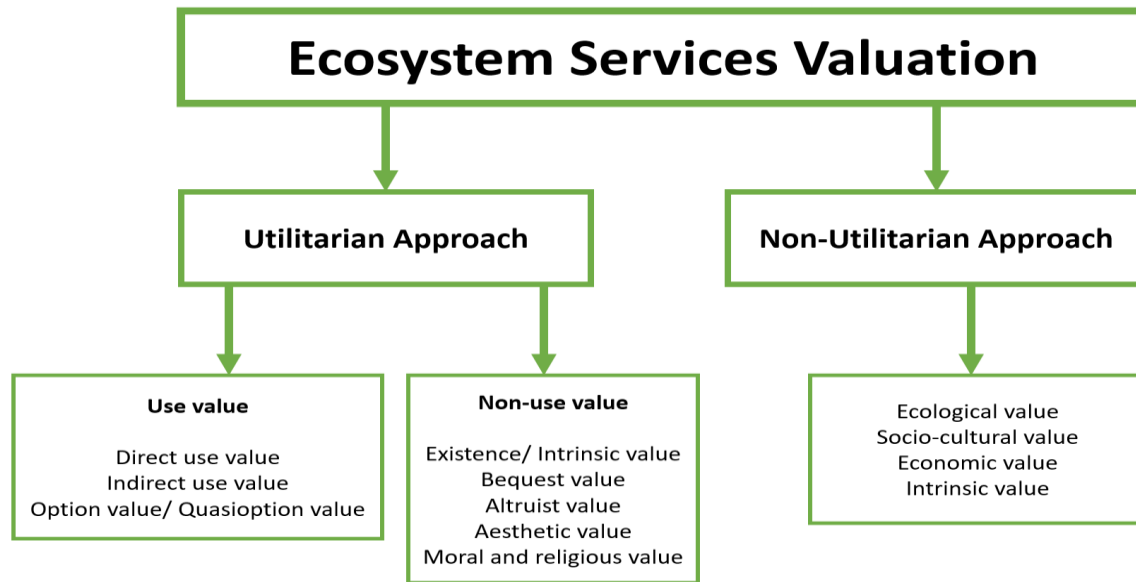 Ecosystem Services Valuation
Utilitarian Approach
Non-Utilitarian Approach
Use value
Direct use value
Indirect use value
Option value/ Quasioption value
Non-use value
Existence/ Intrinsic value
Bequest value
Altruist value
Aesthetic value
Moral and religious value
Ecological value
Socio-cultural value
Economic value
Intrinsic value